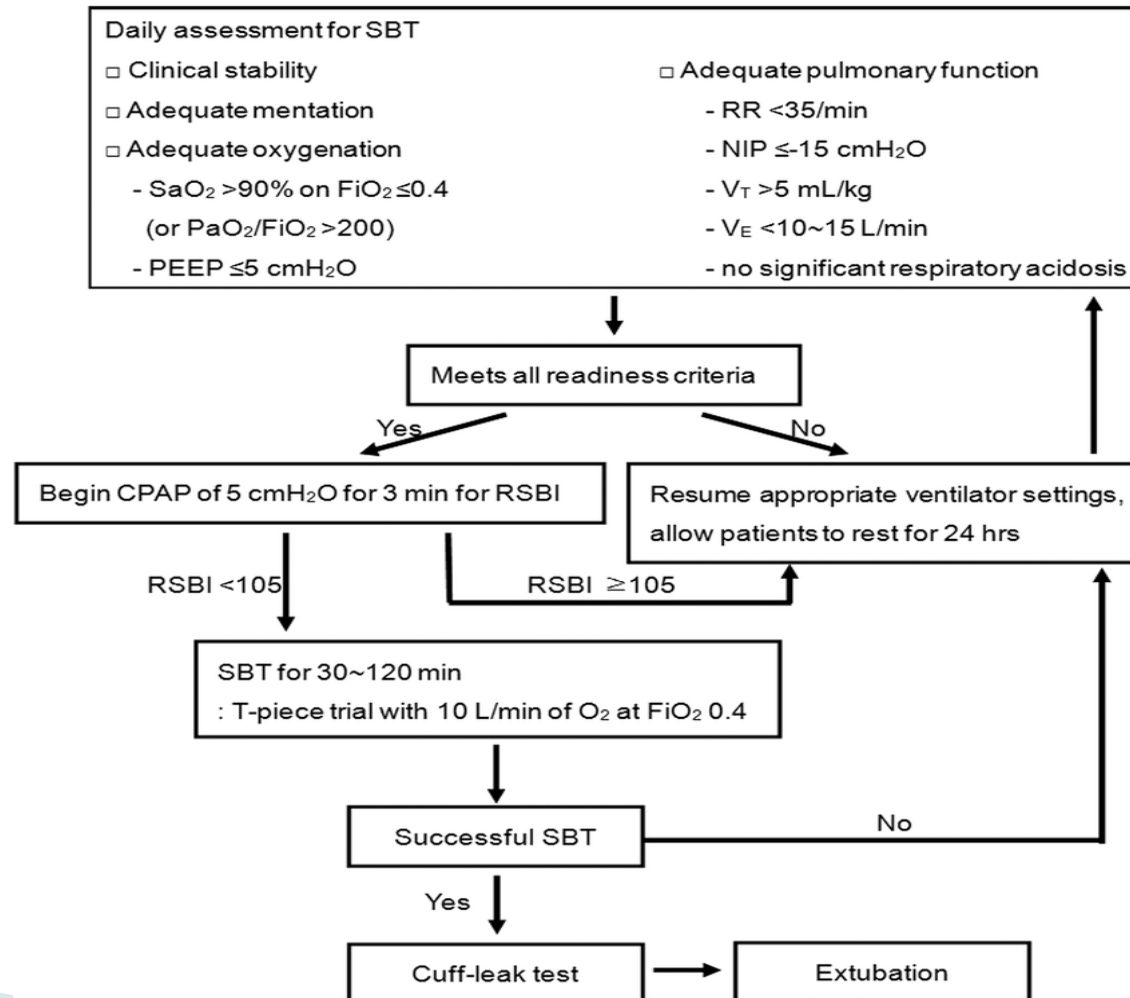 Daily assessment for SBT
□ Clinical stability
□ Adequate mentation
□ Adequate oxygenation
- SaO₂ >90% on FiO₂ ≤0.4
(or PaO₂/FiO₂ >200)
- PEEP ≤5 cmH₂O
□ Adequate pulmonary function
- RR <35/min
- NIP ≤-15 cmH₂O
- V_T >5 mL/kg
- V_E <10~15 L/min
- no significant respiratory acidosis
Meets all readiness criteria
Yes
No
Begin CPAP of 5 cmH₂O for 3 min for RSBI
Resume appropriate ventilator settings,
allow patients to rest for 24 hrs
RSBI <105
RSBI ≥105
SBT for 30~120 min
: T-piece trial with 10 L/min of O₂ at FiO₂ 0.4
Successful SBT
No
Yes
Cuff-leak test
Extubation